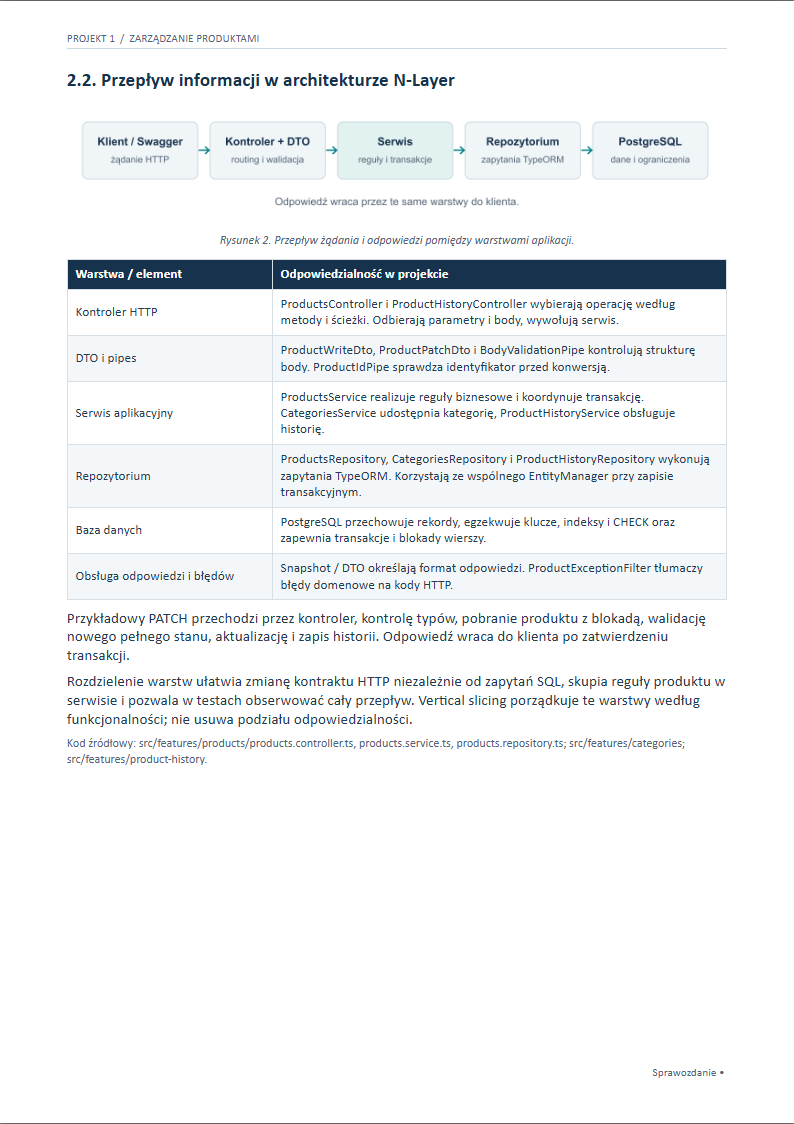 PROJEKT 1 / ZARZĄDZANIE PRODUKTAMI
2.2. Przepływ informacji w architekturze N-Layer
Klient / Swagger
żądanie HTTP
Kontroler + DTO
routing i walidacja
Serwis
reguły i transakcje
Repozytorium
zapytania TypeORM
PostgreSQL
dane i ograniczenia
Odpowiedź wraca przez te same warstwy do klienta.
Rysunek 2. Przepływ żądania i odpowiedzi pomiędzy warstwami aplikacji.
Warstwa / element
Odpowiedzialność w projekcie
Kontroler HTTP
ProductsController i ProductHistoryController wybierają operację według
metody i ścieżki. Odbierają parametry i body, wywołują serwis.
DTO i pipes
ProductWriteDto, ProductPatchDto i BodyValidationPipe kontrolują strukturę
body. ProductIdPipe sprawdza identyfikator przed konwersją.
Serwis aplikacyjny
ProductsService realizuje reguły biznesowe i koordynuje transakcję.
CategoriesService udostępnia kategorię, ProductHistoryService obsługuje
historię.
Repozytorium
ProductsRepository, CategoriesRepository i ProductHistoryRepository wykonują
zapytania TypeORM. Korzystają ze wspólnego EntityManager przy zapisie
transakcyjnym.
Baza danych
PostgreSQL przechowuje rekordy, egzekwuje klucze, indeksy i CHECK oraz
zapewnia transakcje i blokady wierszy.
Obsługa odpowiedzi i błędów
Snapshot / DTO określają format odpowiedzi. ProductExceptionFilter tłumaczy
błędy domenowe na kody HTTP.
Przykładowy PATCH przechodzi przez kontroler, kontrolę typów, pobranie produktu z blokadą, walidację
nowego pełnego stanu, aktualizację i zapis historii. Odpowiedź wraca do klienta po zatwierdzeniu
transakcji.
Rozdzielenie warstw ułatwia zmianę kontraktu HTTP niezależnie od zapytań SQL, skupia reguły produktu w
serwisie i pozwala w testach obserwować cały przepływ. Vertical slicing porządkuje te warstwy według
funkcjonalności; nie usuwa podziału odpowiedzialności.
Kod źródłowy: src/features/products/products.controller.ts, products.service.ts, products.repository.ts; src/features/categories;
src/features/product-history.
Sprawozdanie •